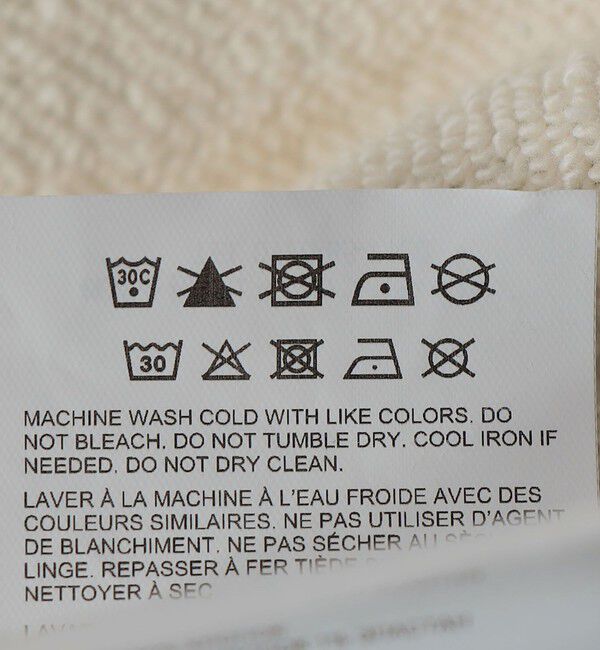 30C
30
MACHINE WASH COLD WITH LIKE COLORS. DO
NOT BLEACH. DO NOT TUMBLE DRY. COOL IRON IF
NEEDED. DO NOT DRY CLEAN.
LAVER À LA MACHINE À L'EAU FROIDE AVEC DES
COULEURS SIMILAIRES. NE PAS UTILISER D'AGENT
DE BLANCHIMENT. NE PAS SÉCHER AU
LINGE. REPASSER À FER TIÈDE
NETTOYER À SEC